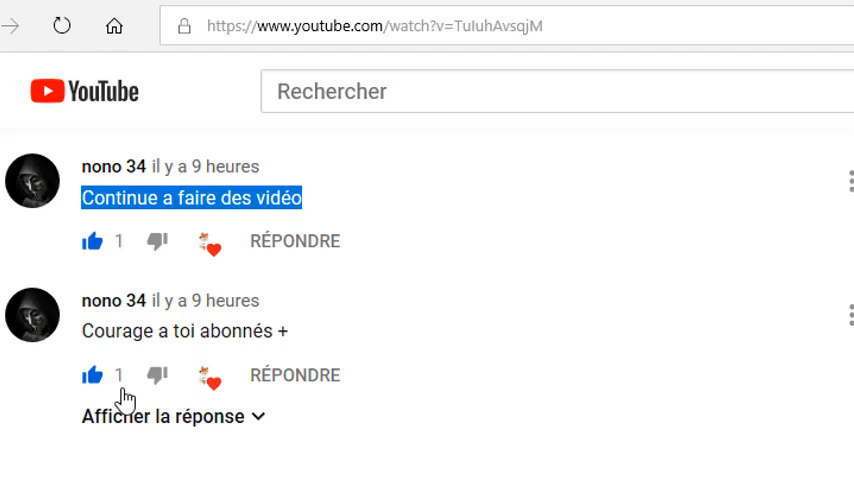 https://www.youtube.com/watch?v=TuIuhAvsqjM
YouTube
Rechercher
nono 34 il y a 9 heures
Continue a faire des vidéo
1 RÉPONDRE
nono 34 il y a 9 heures
Courage a toi abonnés +
1 RÉPONDRE
Afficher la réponse